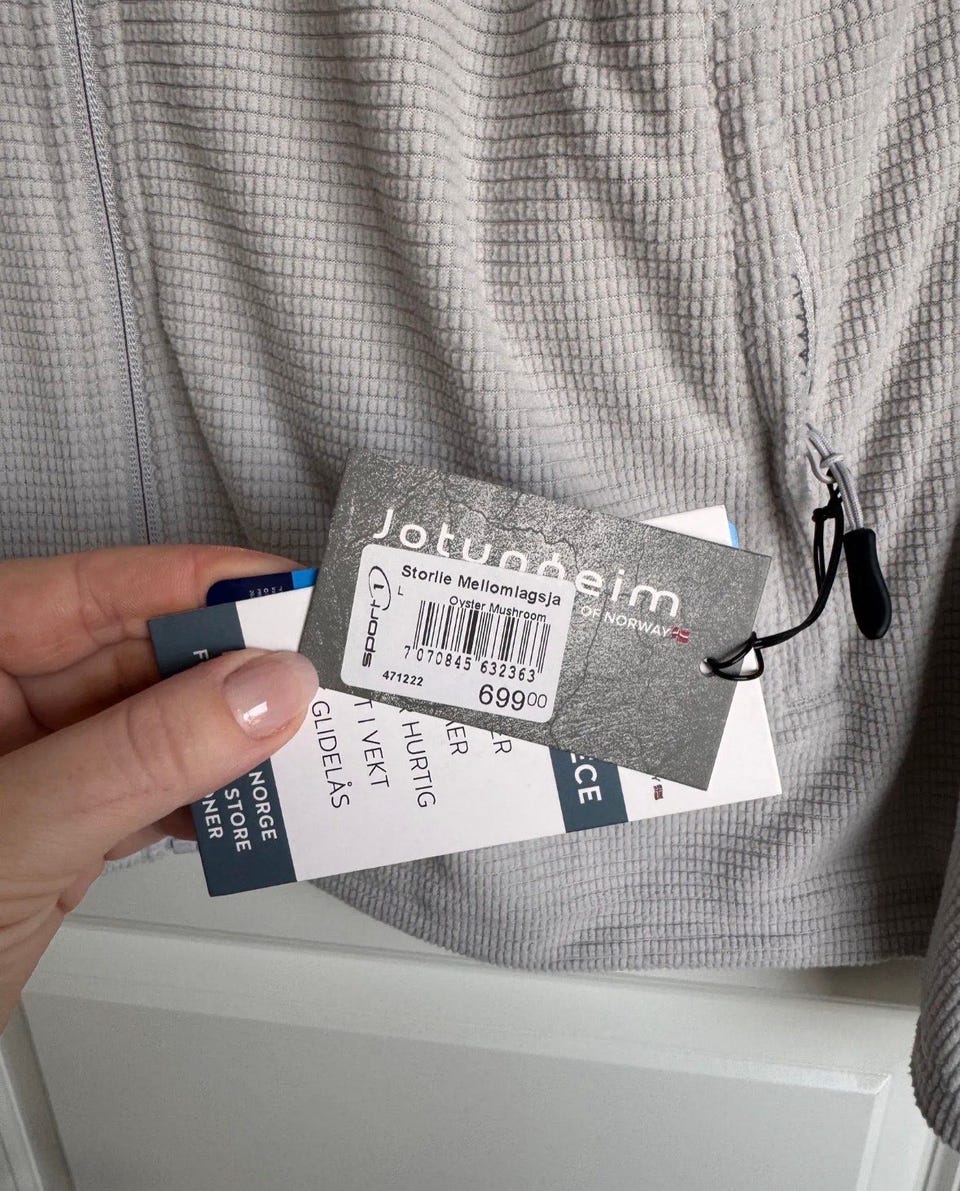 Jotunheim
OF NORWAY
sport 1
L
Storlie Mellomlagsja
Oyster Mushroom
7 070845 632363
471222
699⁰⁰
GLIDELÅS
T I VEKT
HURTIG
KER
ER
ECE
NORGE
STORE
NER